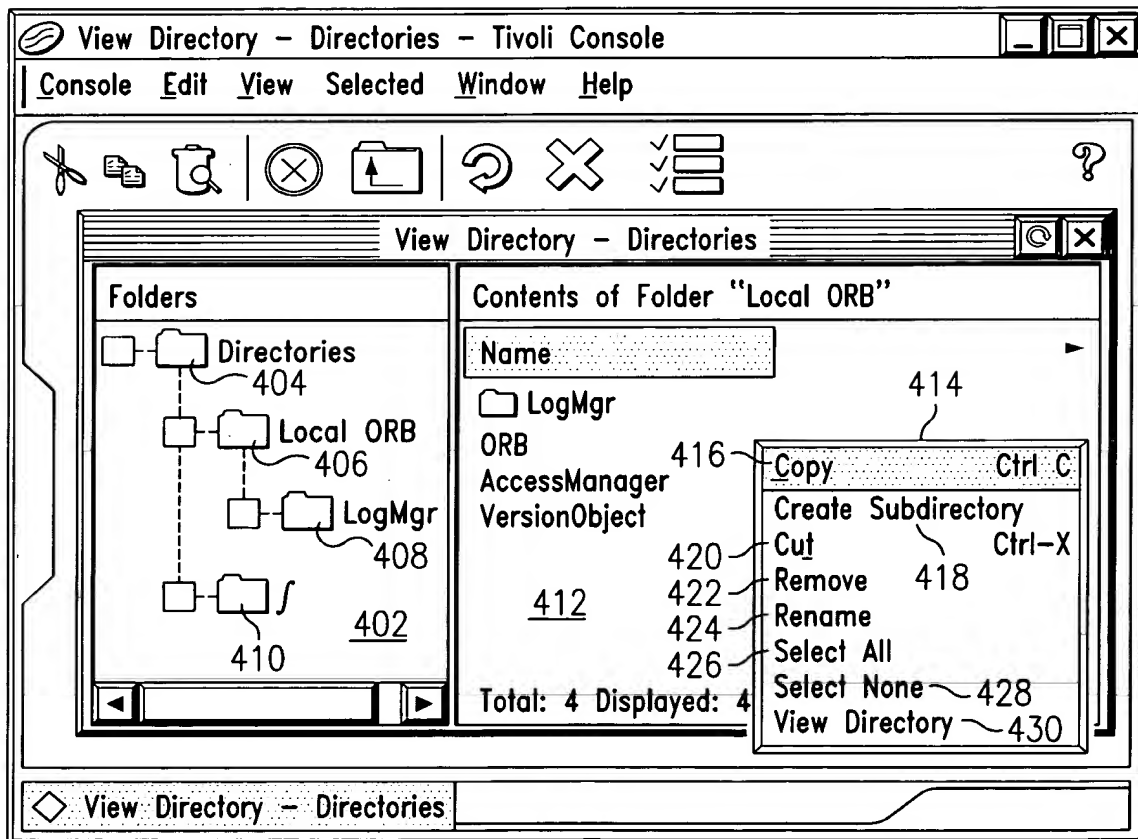 View Directory – Directories – Tivoli Console
Console Edit View Selected Window Help
View Directory – Directories
Folders
Contents of Folder "Local ORB"
Directories
404
Local ORB
406
LogMgr
408
∫
410
402
Name
LogMgr
ORB
AccessManager
VersionObject
412
Total: 4 Displayed: 4
414
416 Copy Ctrl C
Create Subdirectory
418
420 Cut Ctrl–X
422 Remove
424 Rename
426 Select All
Select None 428
View Directory 430
View Directory – Directories